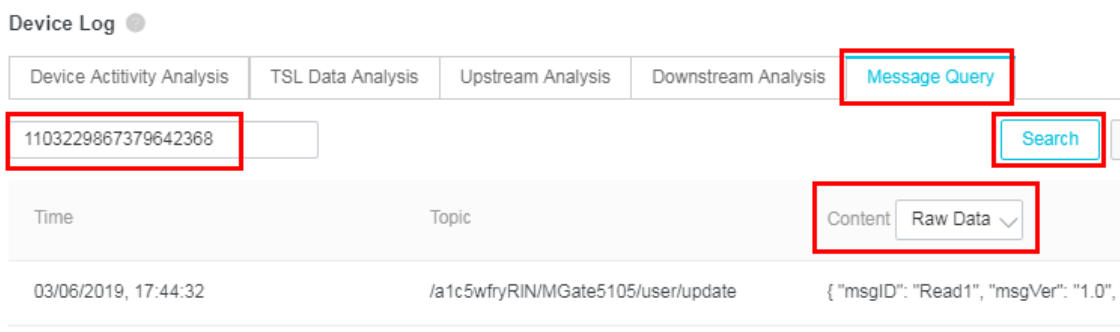 Device Log
Device Actitivity Analysis TSL Data Analysis Upstream Analysis Downstream Analysis Message Query
1103229867379642368 Search
Time Topic Content Raw Data
03/06/2019, 17:44:32 /a1c5wfryRIN/MGate5105/user/update { "msgID": "Read1", "msgVer": "1.0",